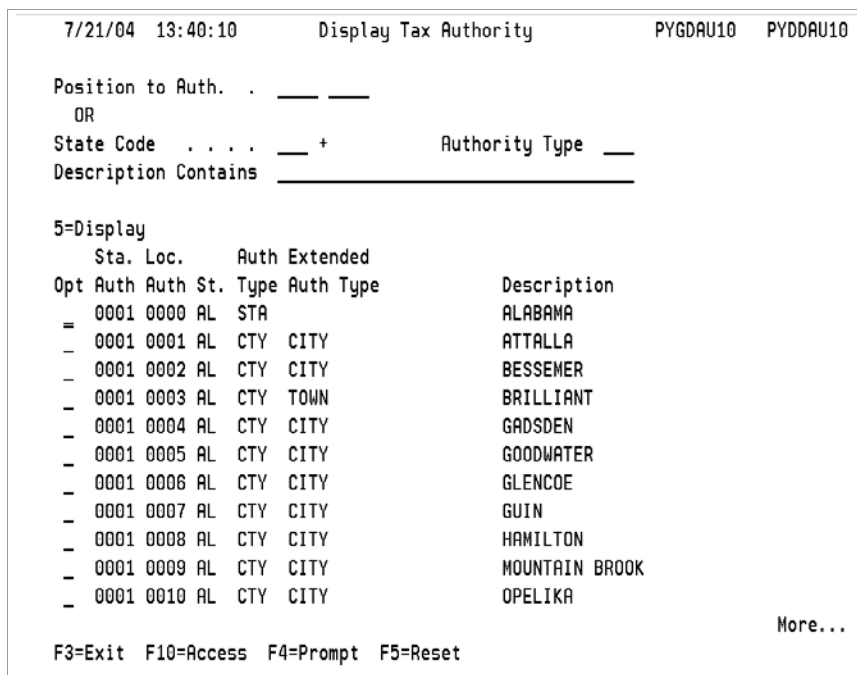 7/21/04 13:40:10 Display Tax Authority PYGDAU10 PYDDAU10
Position to Auth. . ____ ____
OR
State Code . . . . ___ + Authority Type ___
Description Contains ______________________________
5=Display
Sta. Loc. Auth Extended
Opt Auth Auth St. Type Auth Type Description
_ 0001 0000 AL STA ALABAMA
_ 0001 0001 AL CTY CITY ATTALLA
_ 0001 0002 AL CTY CITY BESSEMER
_ 0001 0003 AL CTY TOWN BRILLIANT
_ 0001 0004 AL CTY CITY GADSDEN
_ 0001 0005 AL CTY CITY GOODWATER
_ 0001 0006 AL CTY CITY GLENCOE
_ 0001 0007 AL CTY CITY GUIN
_ 0001 0008 AL CTY CITY HAMILTON
_ 0001 0009 AL CTY CITY MOUNTAIN BROOK
_ 0001 0010 AL CTY CITY OPELIKA
More...
F3=Exit F10=Access F4=Prompt F5=Reset